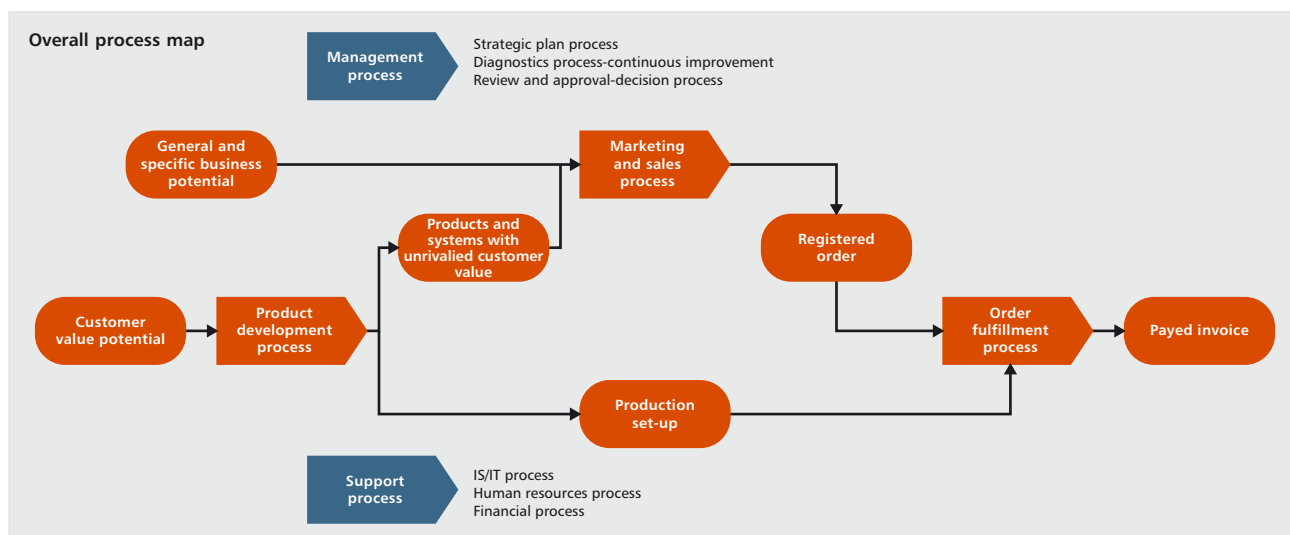 Overall process map
Management
process
Strategic plan process
Diagnostics process-continuous improvement
Review and approval-decision process
General and
specific business
potential
Marketing
and sales
process
Products and
systems with
unrivalied customer
value
Registered
order
Customer
value potential
Product
development
process
Order
fulfillment
process
Payed invoice
Production
set-up
Support
process
IS/IT process
Human resources process
Financial process